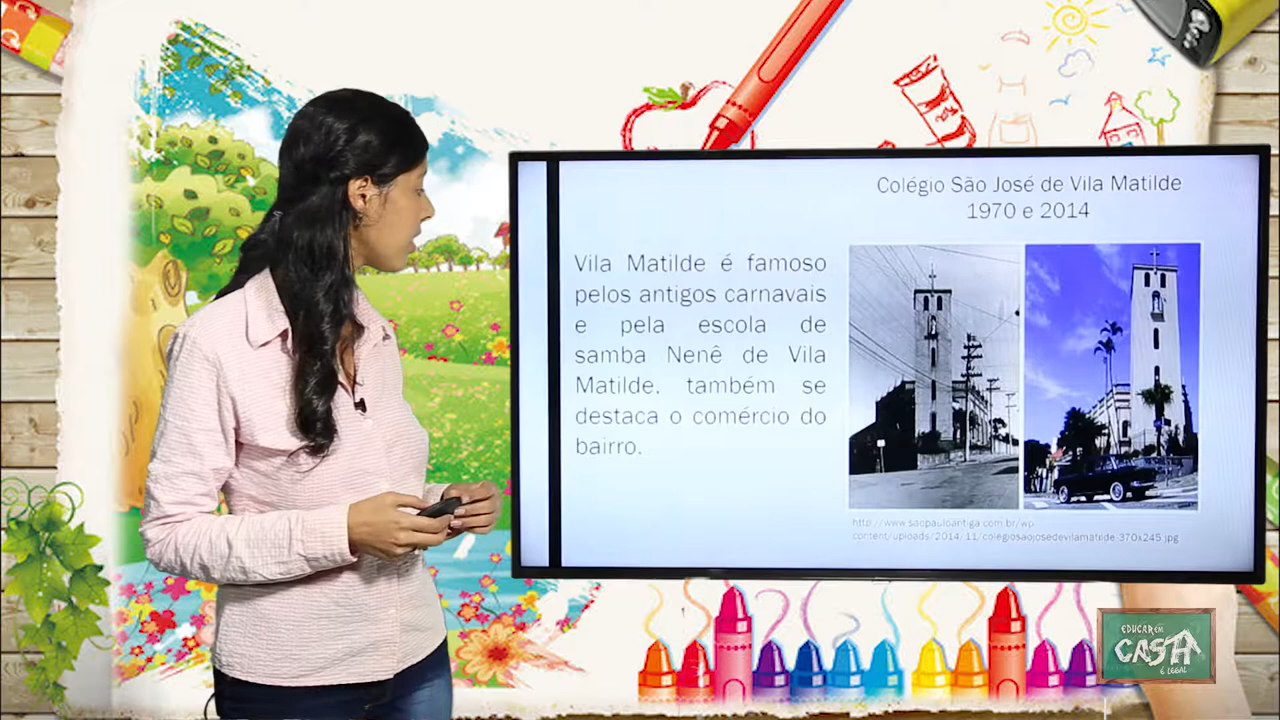 Colégio São José de Vila Matilde
1970 e 2014
Vila Matilde é famoso
pelos antigos carnavais
e pela escola de
samba Nenê de Vila
Matilde, também se
destaca o comércio do
bairro.
http://www.saopauloantiga.com.br/wp-
content/uploads/2014/11/colegiosaojosedevilamatilde-370x245.jpg
EDUCAR EM
CASA
É LEGAL